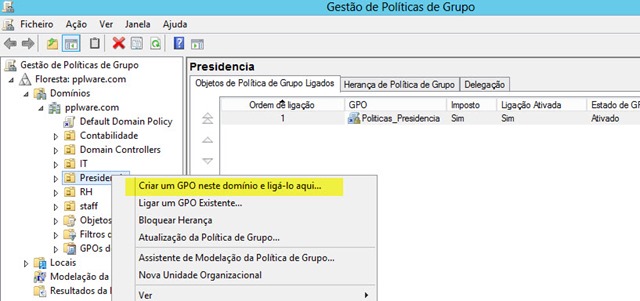 Gestão de Políticas de Grupo
Ficheiro Ação Ver Janela Ajuda
Gestão de Políticas de Grupo
Floresta: pplware.com
Domínios
pplware.com
Default Domain Policy
Contabilidade
Domain Controllers
IT
Presidenc
RH
staff
Objetos
Filtros d
GPOs d
Locais
Modelação da
Resultados da
Presidencia
Objetos de Política de Grupo Ligados Herança de Política de Grupo Delegação
Ordem de ligação GPO Imposto Ligação Ativada Estado de GP
1 Politicas_Presidencia Sim Sim Ativado
Criar um GPO neste domínio e ligá-lo aqui...
Ligar um GPO Existente...
Bloquear Herança
Atualização da Política de Grupo...
Assistente de Modelação da Política de Grupo...
Nova Unidade Organizacional
Ver